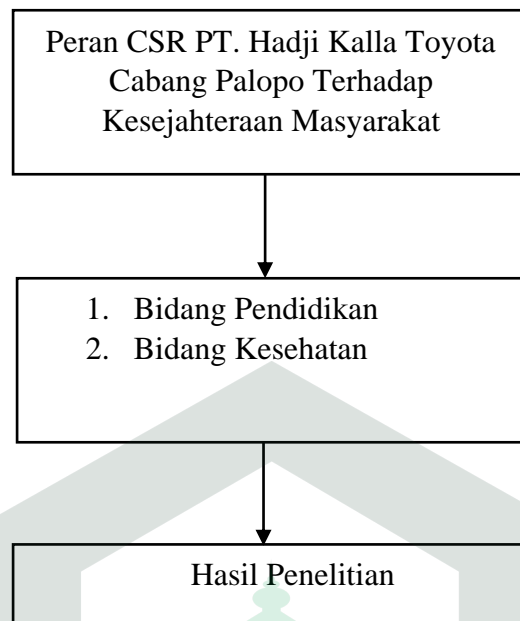 Peran CSR PT. Hadji Kalla Toyota
Cabang Palopo Terhadap
Kesejahteraan Masyarakat
1. Bidang Pendidikan
2. Bidang Kesehatan
Hasil Penelitian